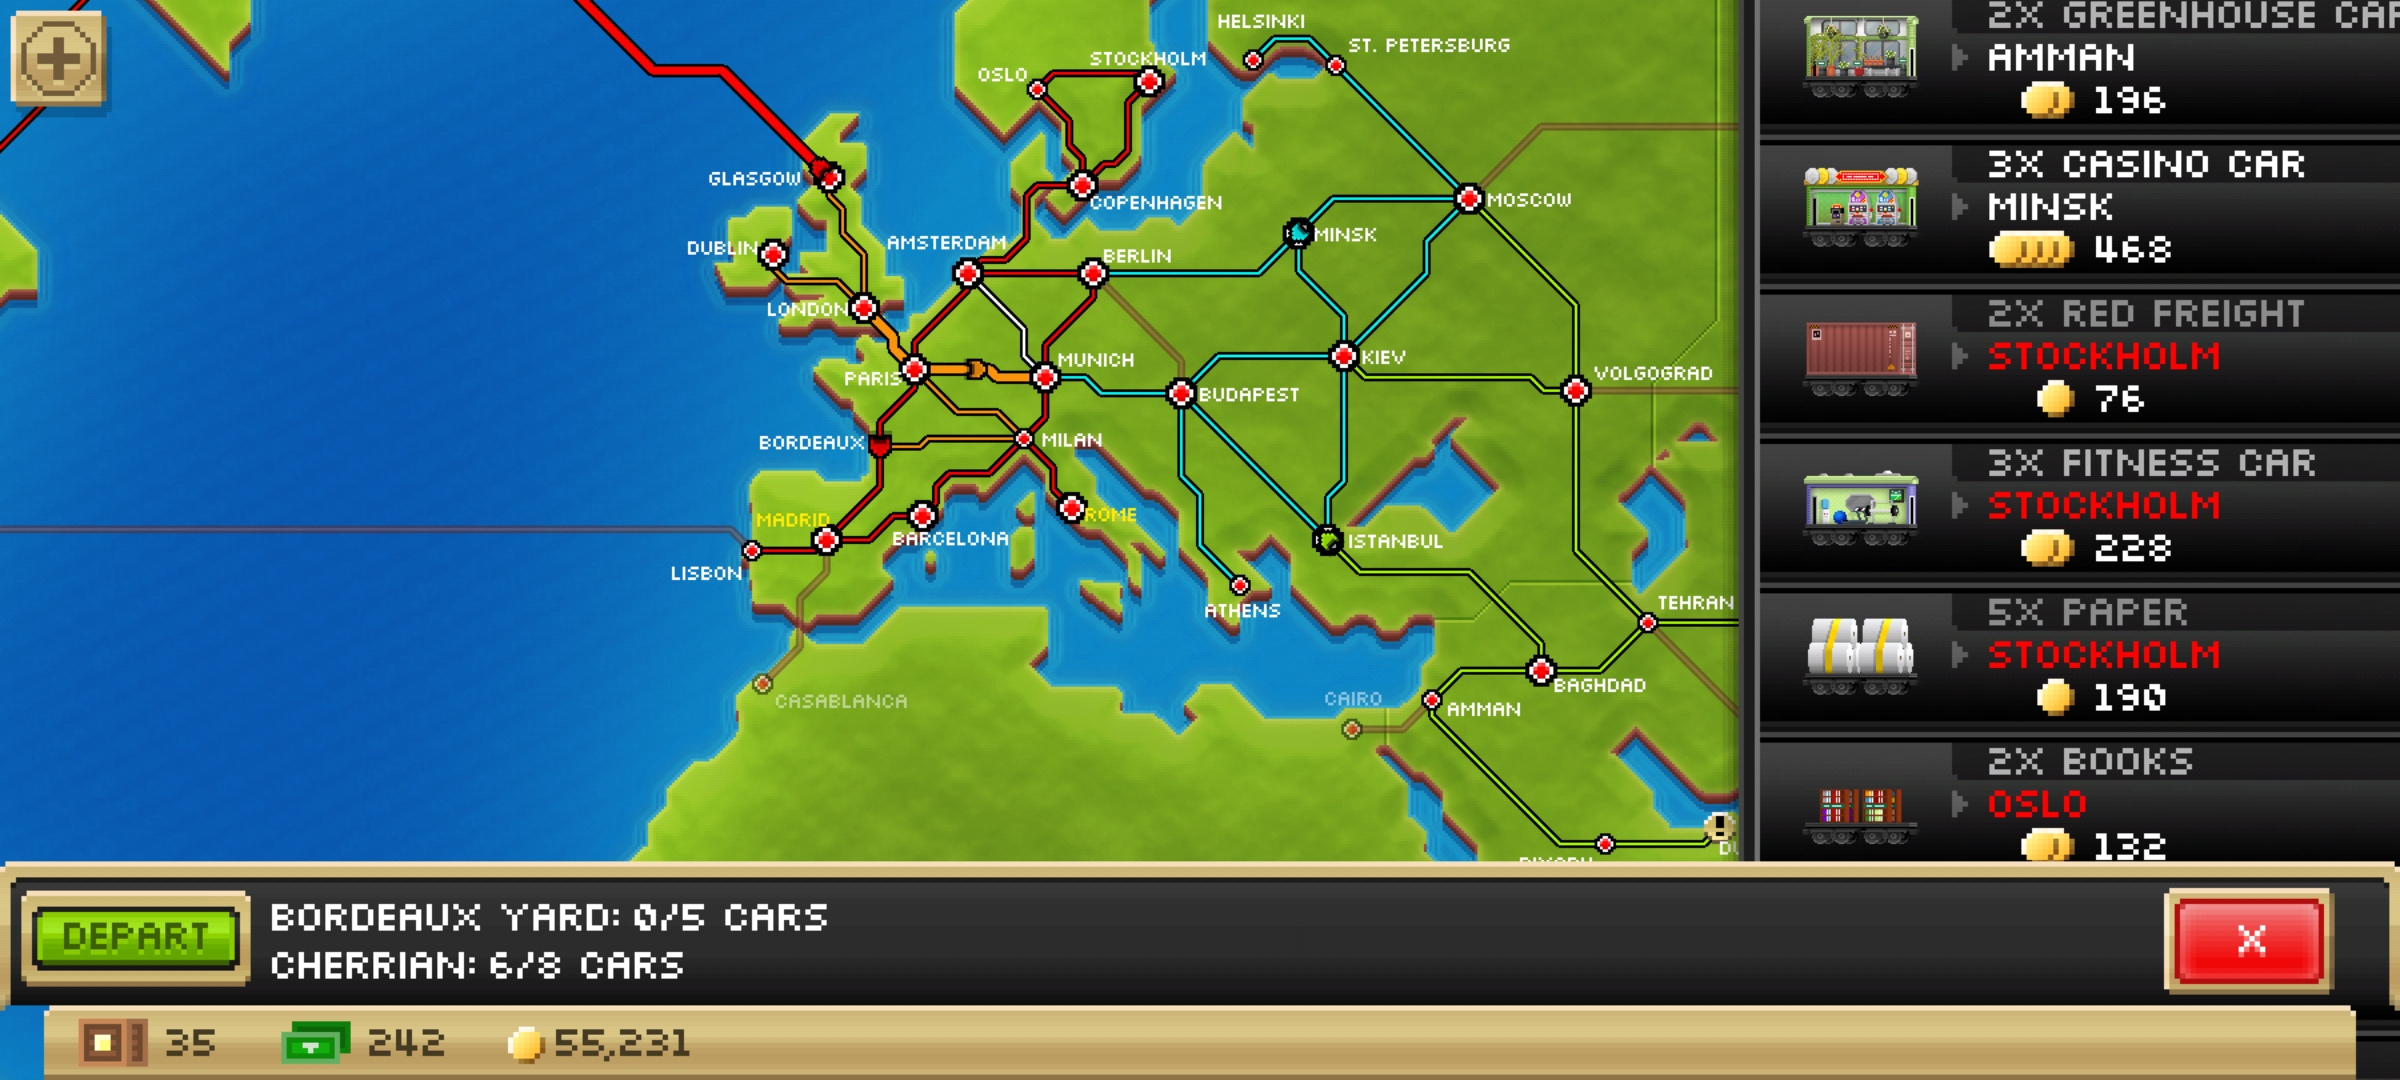 HELSINKI
ST. PETERSBURG
STOCKHOLM
OSLO
GLASGOW
COPENHAGEN
MOSCOW
MINSK
DUBLIN
AMSTERDAM
BERLIN
LONDON
MUNICH
KIEV
PARIS
BUDAPEST
VOLGOGRAD
BORDEAUX
MILAN
MADRID
ROME
BARCELONA
ISTANBUL
LISBON
ATHENS
TEHRAN
BAGHDAD
CASABLANCA
CAIRO
AMMAN
2X GREENHOUSE CAR
AMMAN
196
3X CASINO CAR
MINSK
468
2X RED FREIGHT
STOCKHOLM
76
3X FITNESS CAR
STOCKHOLM
228
5X PAPER
STOCKHOLM
190
2X BOOKS
OSLO
132
DEPART
BORDEAUX YARD: 0/5 CARS
CHERRIAN: 6/8 CARS
X
35
242
55,231